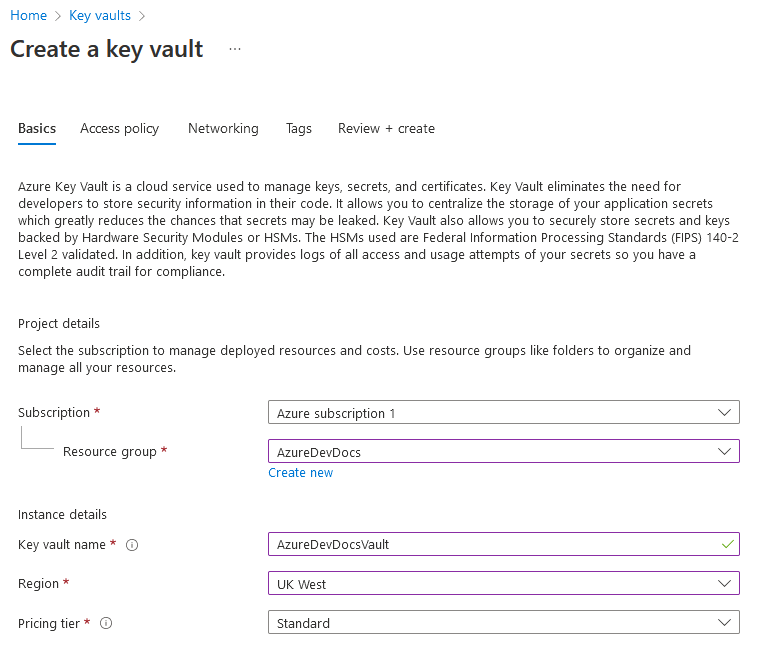 Home > Key vaults >
Create a key vault ...
Basics Access policy Networking Tags Review + create
Azure Key Vault is a cloud service used to manage keys, secrets, and certificates. Key Vault eliminates the need for
developers to store security information in their code. It allows you to centralize the storage of your application secrets
which greatly reduces the chances that secrets may be leaked. Key Vault also allows you to securely store secrets and keys
backed by Hardware Security Modules or HSMs. The HSMs used are Federal Information Processing Standards (FIPS) 140-2
Level 2 validated. In addition, key vault provides logs of all access and usage attempts of your secrets so you have a
complete audit trail for compliance.
Project details
Select the subscription to manage deployed resources and costs. Use resource groups like folders to organize and
manage all your resources.
Subscription * Azure subscription 1
Resource group * AzureDevDocs
Create new
Instance details
Key vault name * AzureDevDocsVault
Region * UK West
Pricing tier * Standard